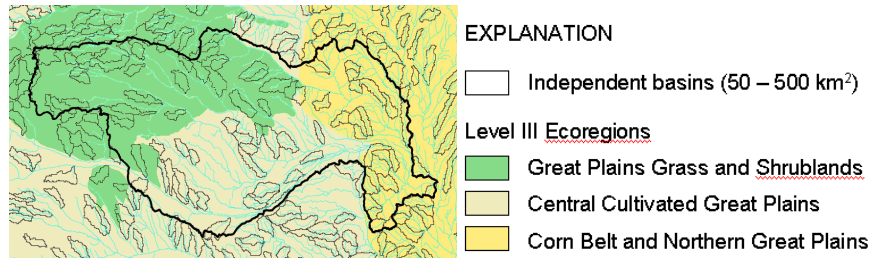 EXPLANATION
Independent basins (50 – 500 km²)
Level III Ecoregions
Great Plains Grass and Shrublands
Central Cultivated Great Plains
Corn Belt and Northern Great Plains